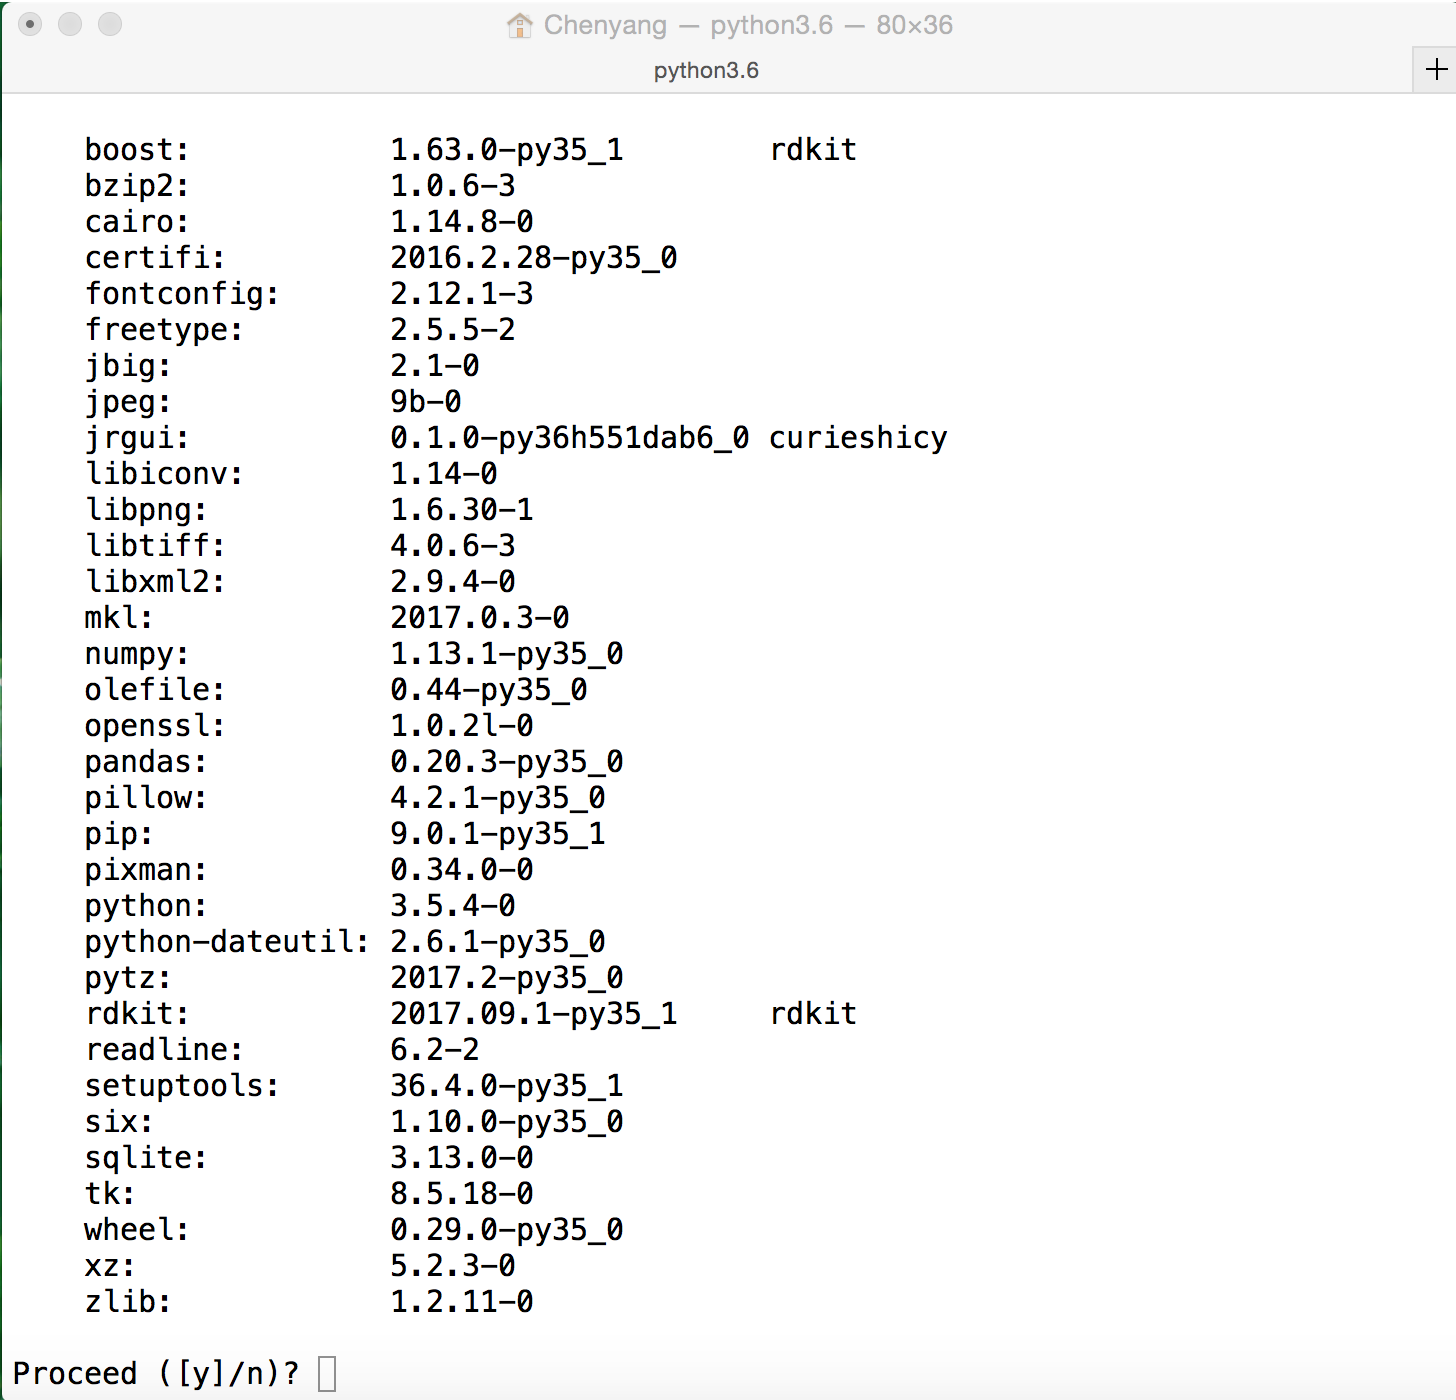 Chenyang — python3.6 — 80×36
python3.6
+
boost: 1.63.0-py35_1 rdkit
bzip2: 1.0.6-3
cairo: 1.14.8-0
certifi: 2016.2.28-py35_0
fontconfig: 2.12.1-3
freetype: 2.5.5-2
jbig: 2.1-0
jpeg: 9b-0
jrgui: 0.1.0-py36h551dab6_0 curieshicy
libiconv: 1.14-0
libpng: 1.6.30-1
libtiff: 4.0.6-3
libxml2: 2.9.4-0
mkl: 2017.0.3-0
numpy: 1.13.1-py35_0
olefile: 0.44-py35_0
openssl: 1.0.2l-0
pandas: 0.20.3-py35_0
pillow: 4.2.1-py35_0
pip: 9.0.1-py35_1
pixman: 0.34.0-0
python: 3.5.4-0
python-dateutil: 2.6.1-py35_0
pytz: 2017.2-py35_0
rdkit: 2017.09.1-py35_1 rdkit
readline: 6.2-2
setuptools: 36.4.0-py35_1
six: 1.10.0-py35_0
sqlite: 3.13.0-0
tk: 8.5.18-0
wheel: 0.29.0-py35_0
xz: 5.2.3-0
zlib: 1.2.11-0
Proceed ([y]/n)?